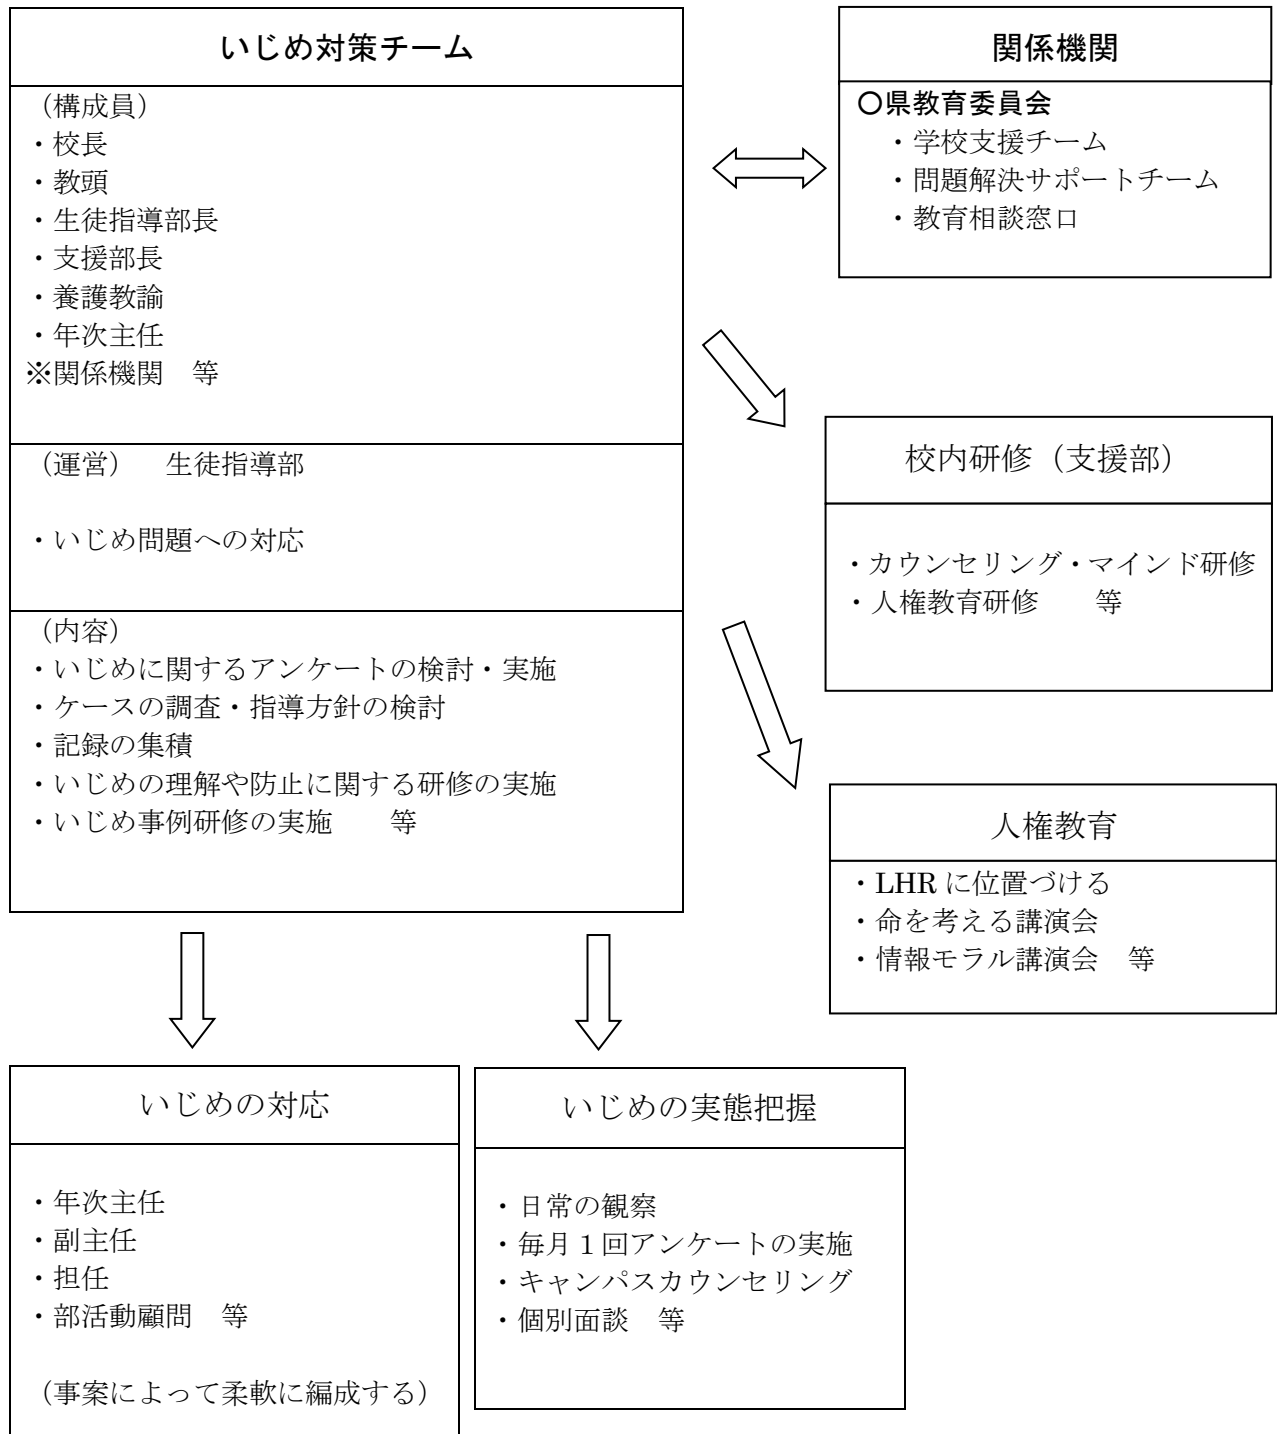 いじめ対策チーム
（構成員）
・校長
・教頭
・生徒指導部長
・支援部長
・養護教諭
・年次主任
※関係機関　等
（運営）　生徒指導部
・いじめ問題への対応
（内容）
・いじめに関するアンケートの検討・実施
・ケースの調査・指導方針の検討
・記録の集積
・いじめの理解や防止に関する研修の実施
・いじめ事例研修の実施　　等
関係機関
○県教育委員会
・学校支援チーム
・問題解決サポートチーム
・教育相談窓口
校内研修（支援部）
・カウンセリング・マインド研修
・人権教育研修　　等
人権教育
・LHRに位置づける
・命を考える講演会
・情報モラル講演会　等
いじめの対応
・年次主任
・副主任
・担任
・部活動顧問　等
（事案によって柔軟に編成する）
いじめの実態把握
・日常の観察
・毎月１回アンケートの実施
・キャンパスカウンセリング
・個別面談　等